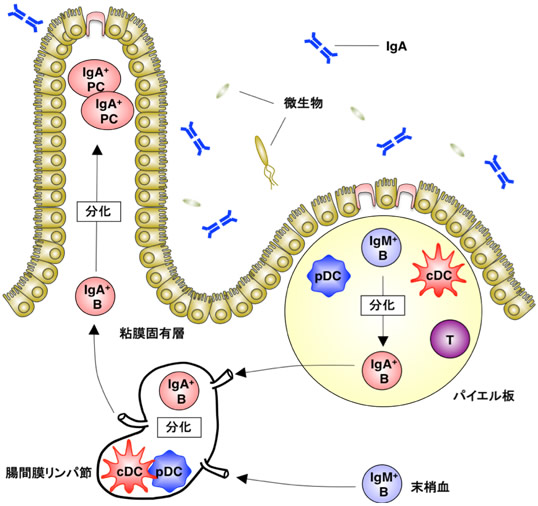 IgA
微生物
IgA+
PC
IgA+
PC
分化
IgA+
B
粘膜固有層
IgM+
B
pDC
cDC
分化
T
IgA+
B
パイエル板
IgA+
B
分化
cDC
pDC
腸間膜リンパ節
IgM+
B
末梢血